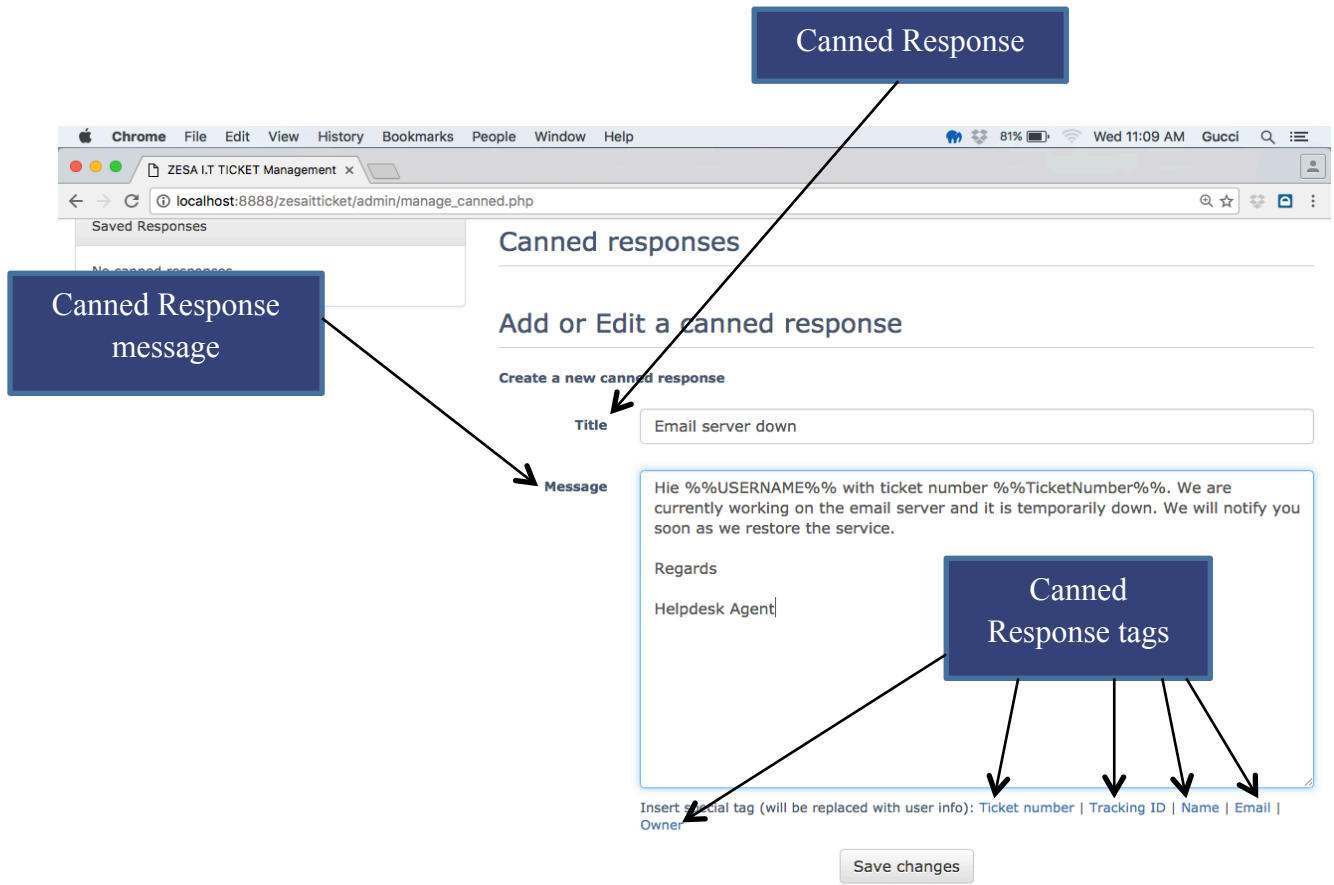 Canned Response
Chrome File Edit View History Bookmarks People Window Help 81% Wed 11:09 AM Gucci
ZESA I.T TICKET Management
localhost:8888/zesaitticket/admin/manage_canned.php
Saved Responses
No canned responses
Canned Response
message
Canned responses
Add or Edit a canned response
Create a new canned response
Title
Email server down
Message
Hie %%USERNAME%% with ticket number %%TicketNumber%%. We are
currently working on the email server and it is temporarily down. We will notify you
soon as we restore the service.
Regards
Helpdesk Agent
Canned
Response tags
Insert special tag (will be replaced with user info): Ticket number | Tracking ID | Name | Email |
Owner
Save changes